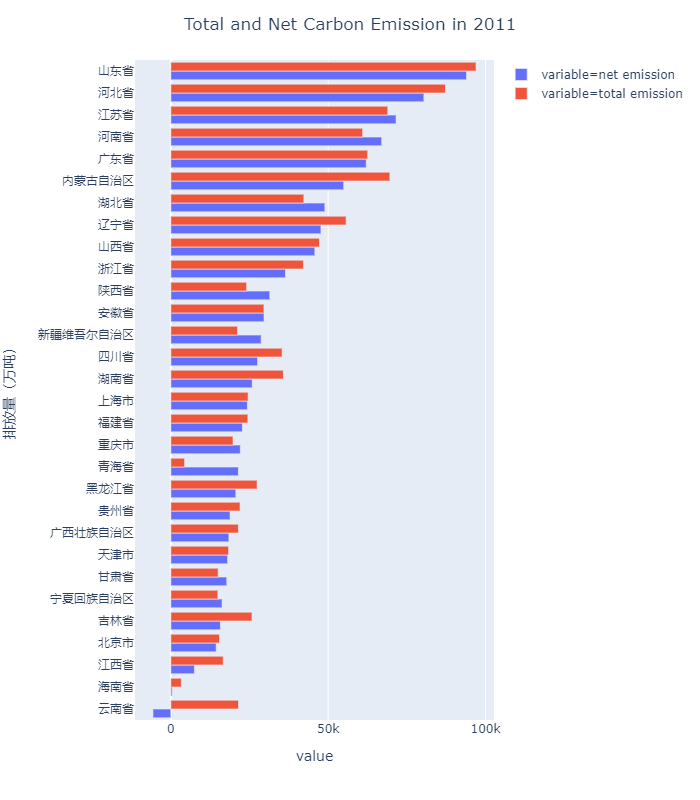 Total and Net Carbon Emission in 2011
variable=net emission
variable=total emission
山东省
河北省
江苏省
河南省
广东省
内蒙古自治区
湖北省
辽宁省
山西省
浙江省
陕西省
安徽省
新疆维吾尔自治区
四川省
湖南省
上海市
福建省
重庆市
青海省
黑龙江省
贵州省
广西壮族自治区
天津市
甘肃省
宁夏回族自治区
吉林省
北京市
江西省
海南省
云南省
排放量（万吨）
0 50k 100k
value